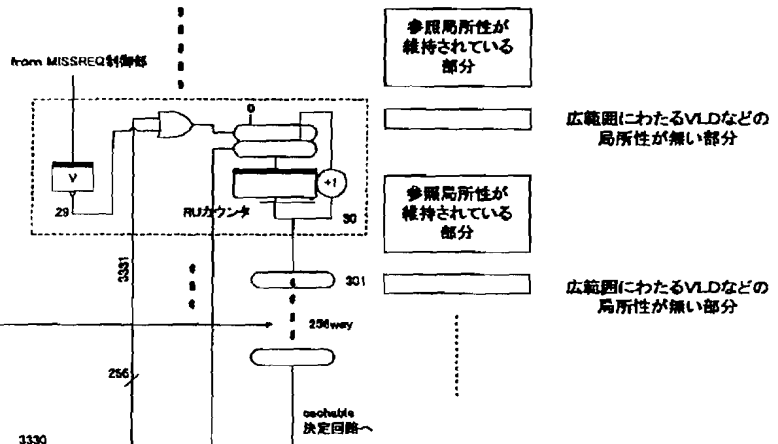 from MISSREQ制御部
0
V
29
+1
RUカウンタ
30
3331
301
256way
256
cachable
決定回路へ
3330
参照局所性が
維持されている
部分
広範囲にわたるVLDなどの
局所性が無い部分
参照局所性が
維持されている
部分
広範囲にわたるVLDなどの
局所性が無い部分